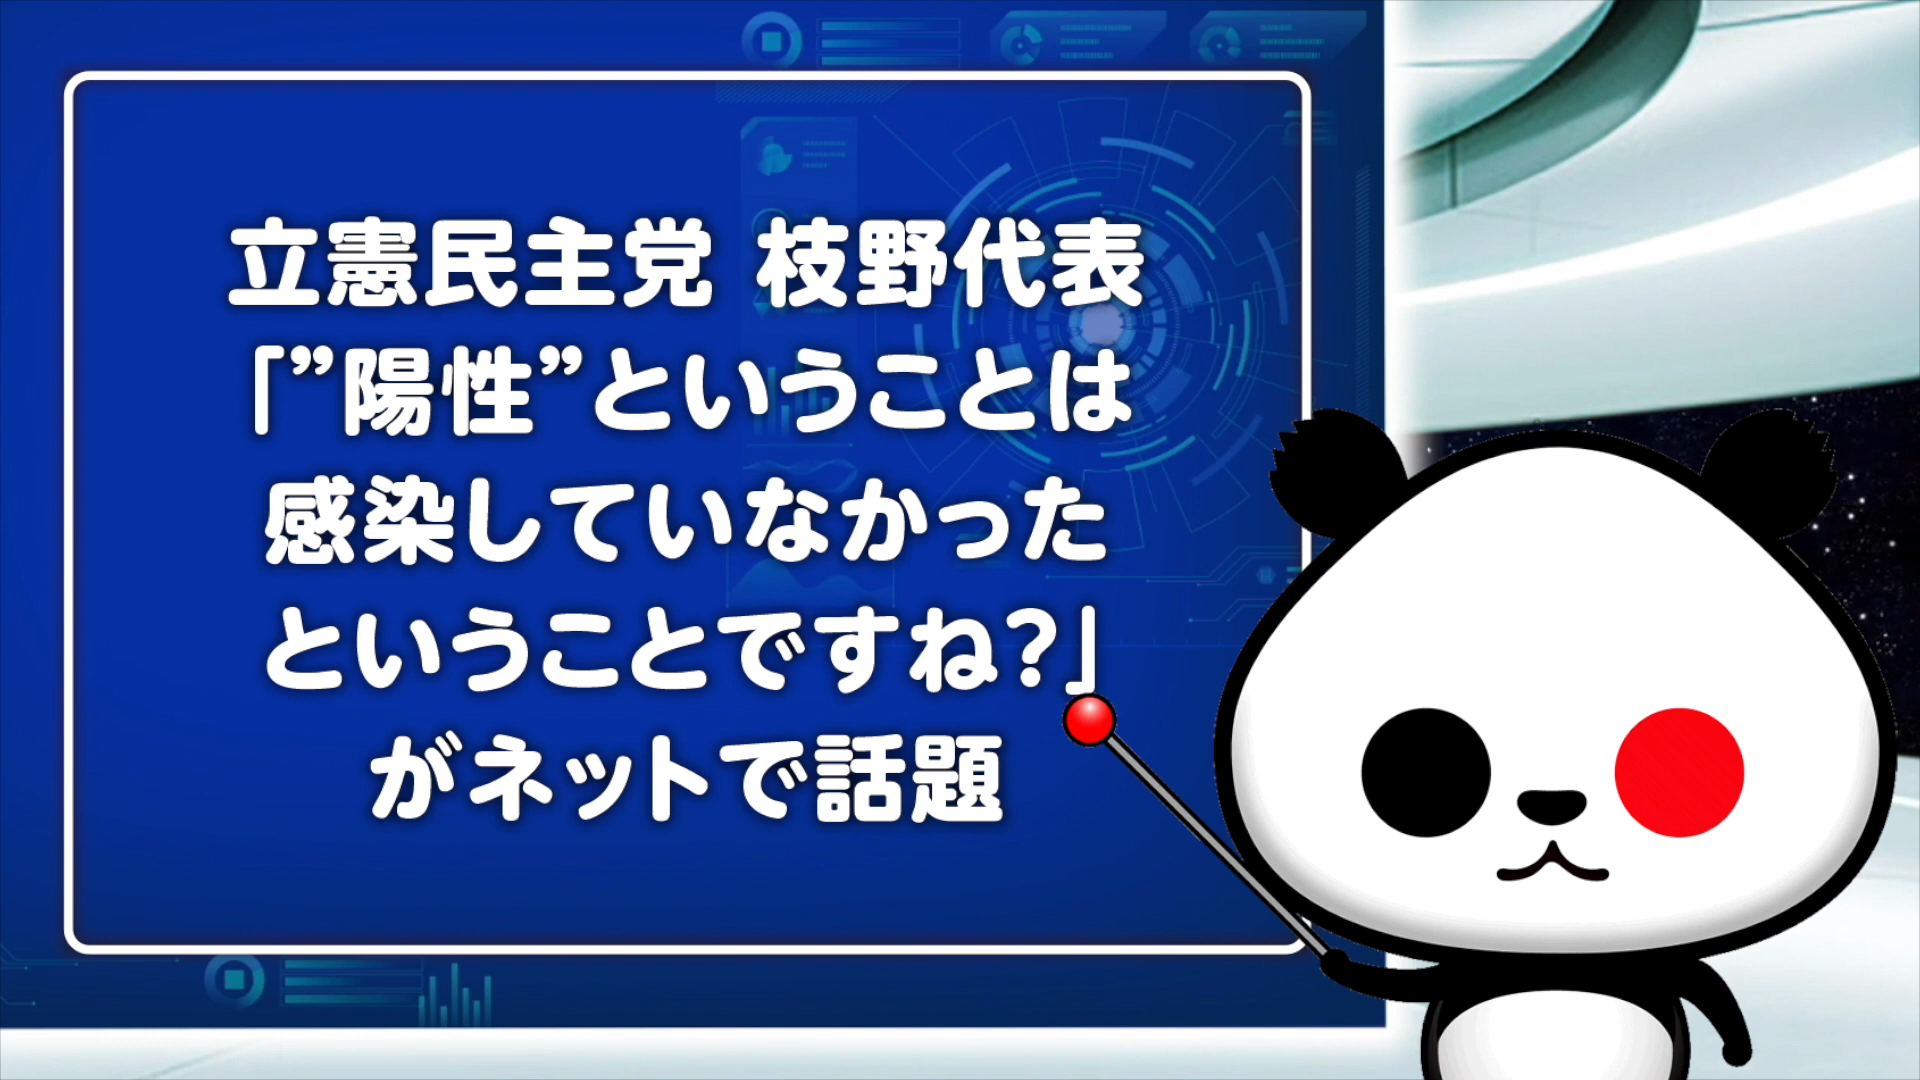 立憲民主党 枝野代表
「”陽性”ということは
感染していなかった
ということですね?」
がネットで話題